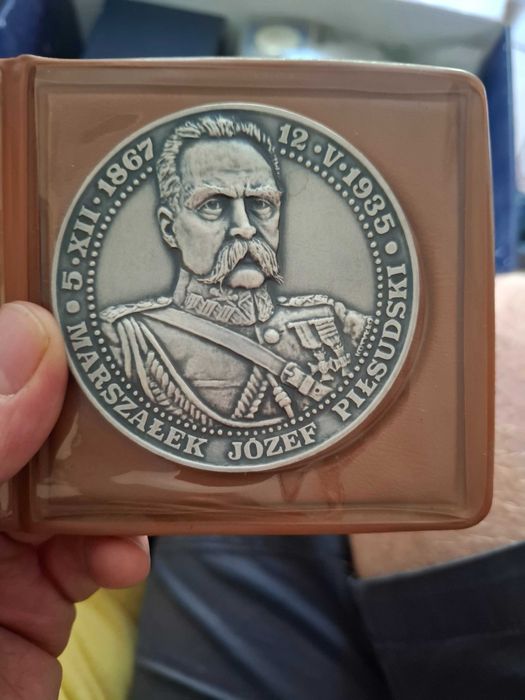 5·XII·1867
12·V·1935
MARSZAŁEK JÓZEF PIŁSUDSKI